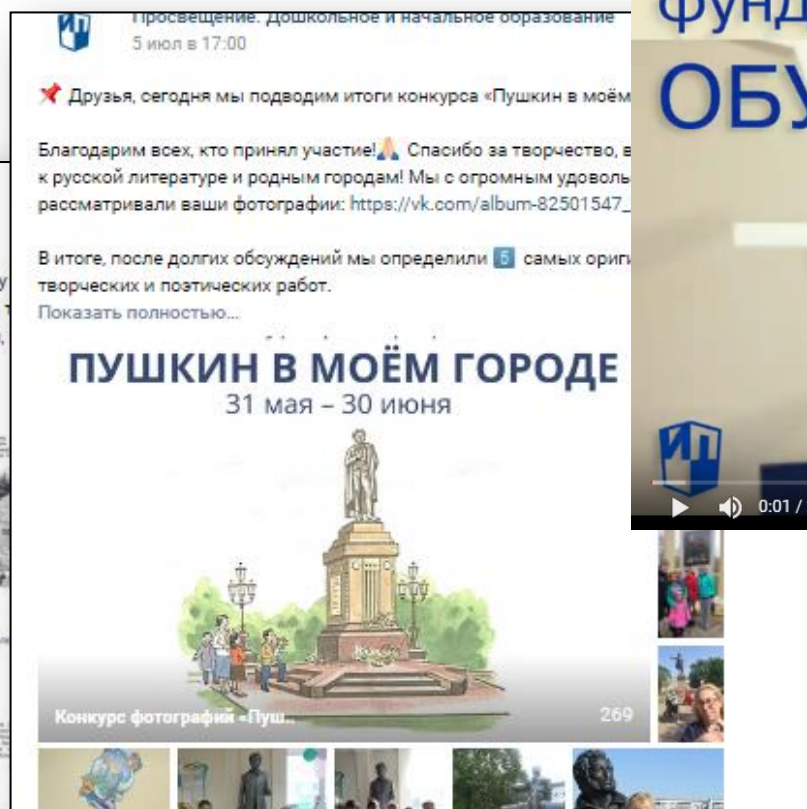 Просвещение. Дошкольное и начальное образование
5 июл в 17:00
Друзья, сегодня мы подводим итоги конкурса «Пушкин в моём
Благодарим всех, кто принял участие! Спасибо за творчество, в
к русской литературе и родным городам! Мы с огромным удоволь
рассматривали ваши фотографии: https://vk.com/album-82501547_
В итоге, после долгих обсуждений мы определили 5 самых ориги
творческих и поэтических работ.
Показать полностью...
ПУШКИН В МОЁМ ГОРОДЕ
31 мая – 30 июня
Конкурс фотографий «Пуш..
269
фунд
ОБУ
ИП
0:01 /